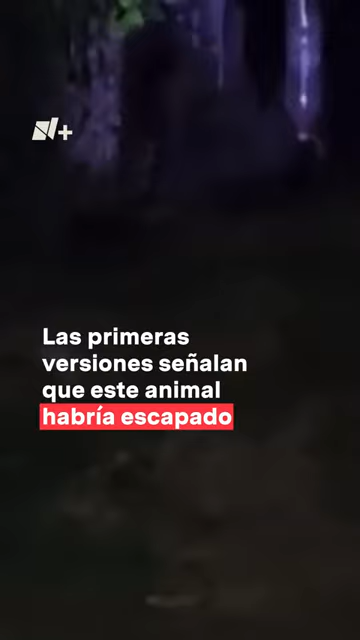 N+
Las primeras
versiones señalan
que este animal
habría escapado